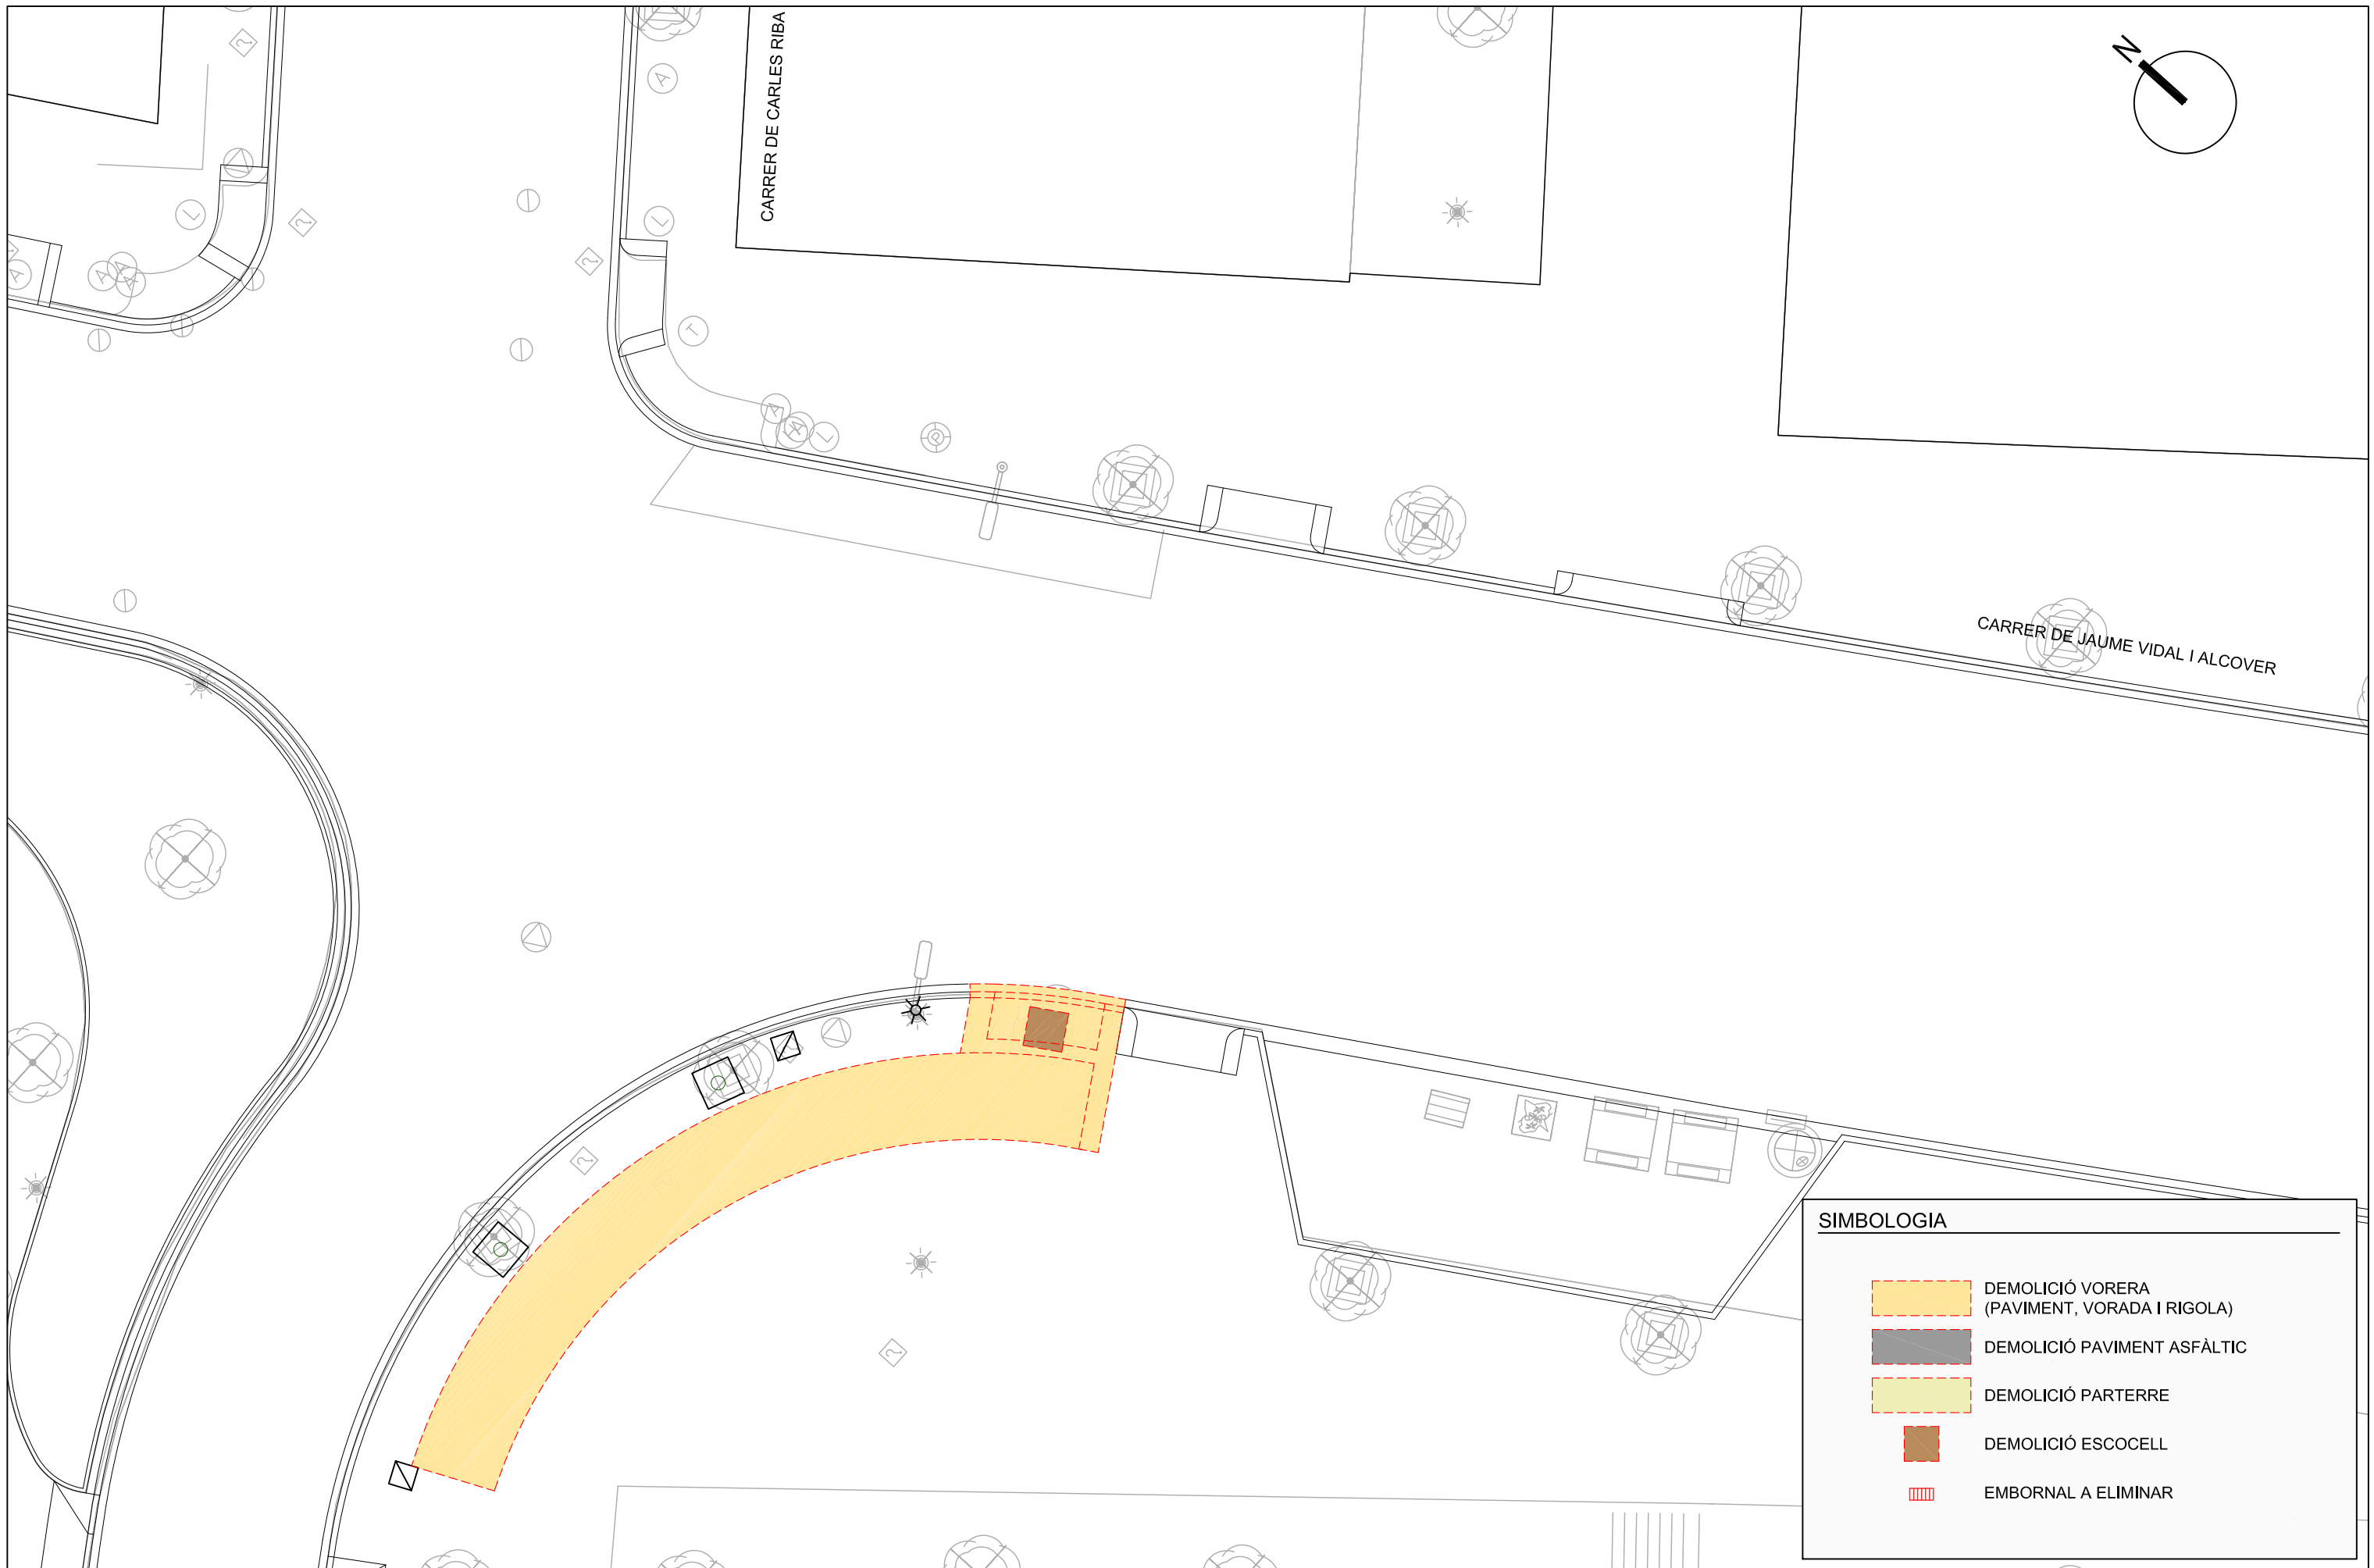 CARRER DE CARLES RIBA
N
A
L
A
L
A
A
A
A
T
A
A
L
CARRER DE JAUME VIDAL I ALCOVER
SIMBOLOGIA
DEMOLICIÓ VORERA
(PAVIMENT, VORADA I RIGOLA)
DEMOLICIÓ PAVIMENT ASFÀLTIC
DEMOLICIÓ PARTERRE
DEMOLICIÓ ESCOCELL
EMBORNAL A ELIMINAR